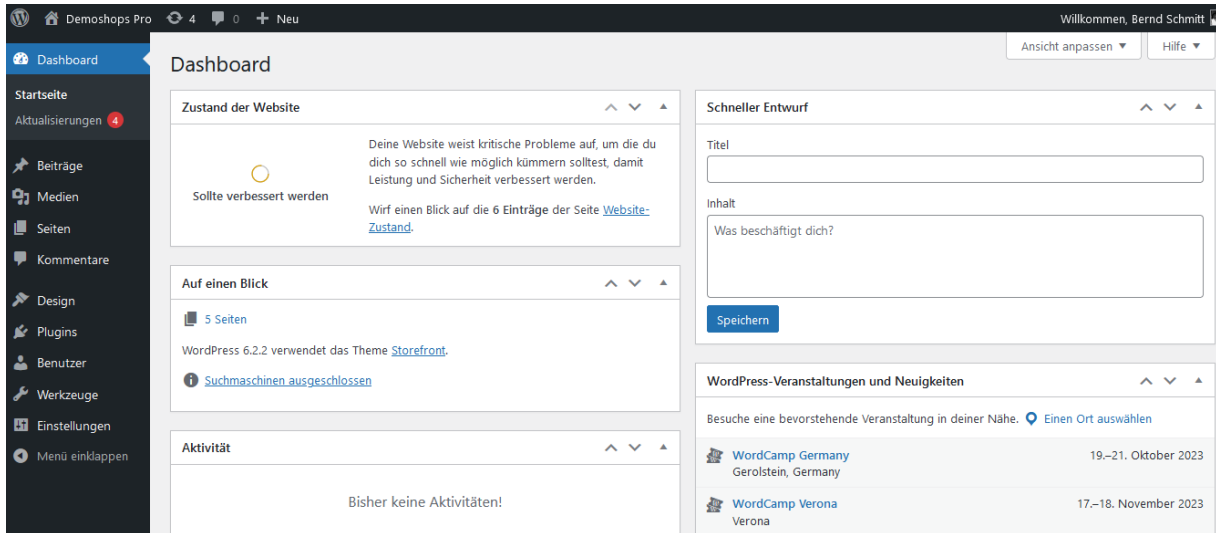 Demoshops Pro 4 0 + Neu Willkommen, Bernd Schmitt
Ansicht anpassen ▼ Hilfe ▼
Dashboard
Startseite
Aktualisierungen 4
Beiträge
Medien
Seiten
Kommentare
Design
Plugins
Benutzer
Werkzeuge
Einstellungen
Menü einklappen
Dashboard
Zustand der Website
Sollte verbessert werden
Deine Website weist kritische Probleme auf, um die du
dich so schnell wie möglich kümmern solltest, damit
Leistung und Sicherheit verbessert werden.
Wirf einen Blick auf die 6 Einträge der Seite Website-
Zustand.
Auf einen Blick
5 Seiten
WordPress 6.2.2 verwendet das Theme Storefront.
Suchmaschinen ausgeschlossen
Aktivität
Bisher keine Aktivitäten!
Schneller Entwurf
Titel
Inhalt
Was beschäftigt dich?
Speichern
WordPress-Veranstaltungen und Neuigkeiten
Besuche eine bevorstehende Veranstaltung in deiner Nähe. Einen Ort auswählen
WordCamp Germany 19.–21. Oktober 2023
Gerolstein, Germany
WordCamp Verona 17.–18. November 2023
Verona